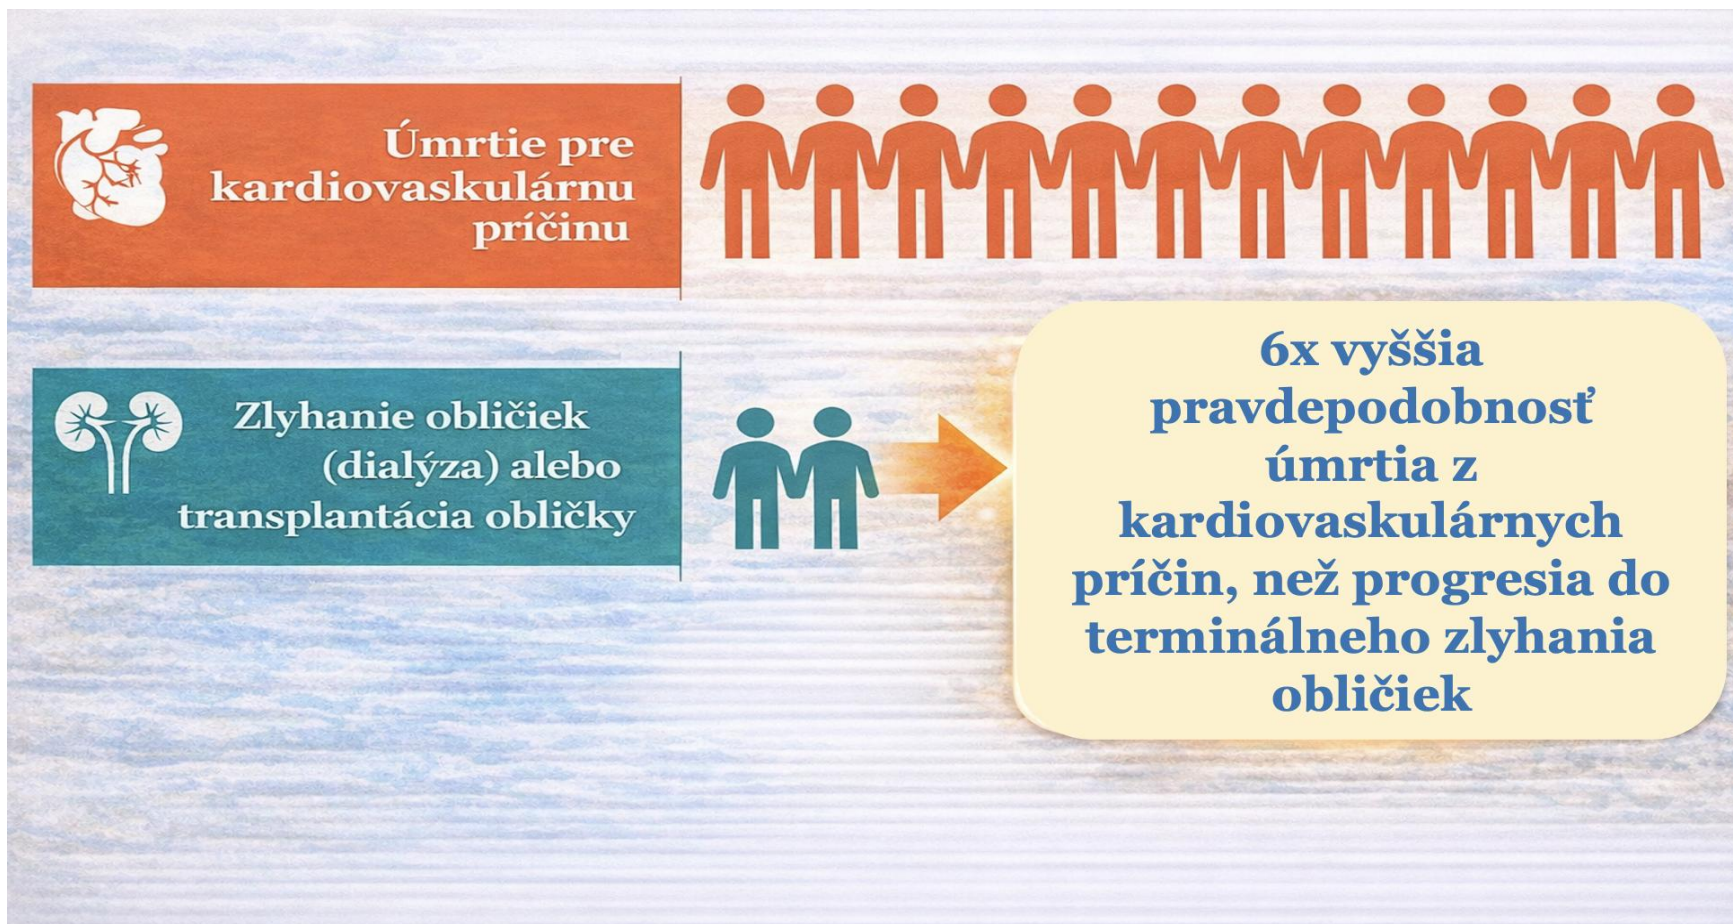 Úmrtie pre
kardiovaskulárnu
príčinu
Zlyhanie obličiek
(dialýza) alebo
transplantácia obličky
6x vyššia
pravdepodobnosť
úmrtia z
kardiovaskulárnych
príčin, než progresia do
terminálneho zlyhania
obličiek